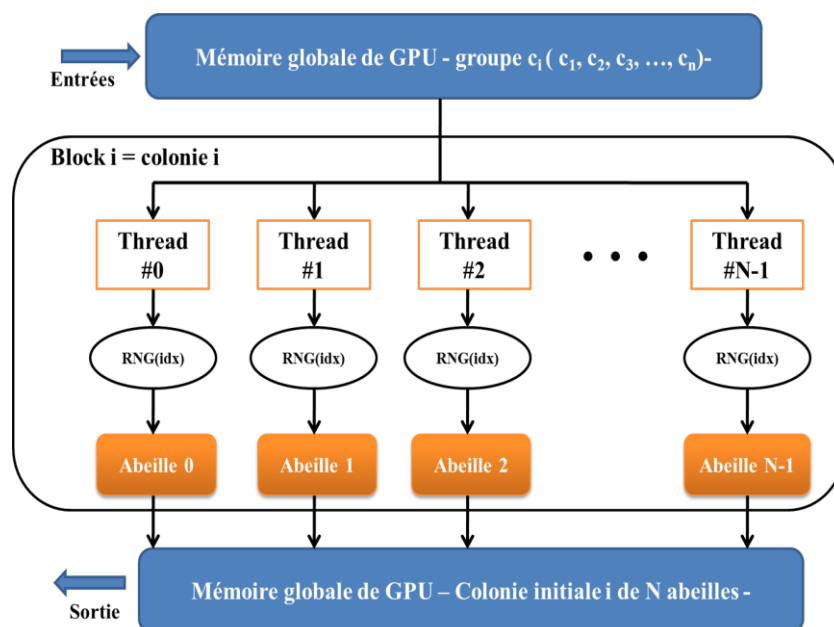 Mémoire globale de GPU - groupe ci ( c1, c2, c3, …, cn)-
Entrées
Block i = colonie i
Thread #0
Thread #1
Thread #2
• • •
Thread #N-1
RNG(idx)
RNG(idx)
RNG(idx)
RNG(idx)
Abeille 0
Abeille 1
Abeille 2
Abeille N-1
Mémoire globale de GPU – Colonie initiale i de N abeilles -
Sortie